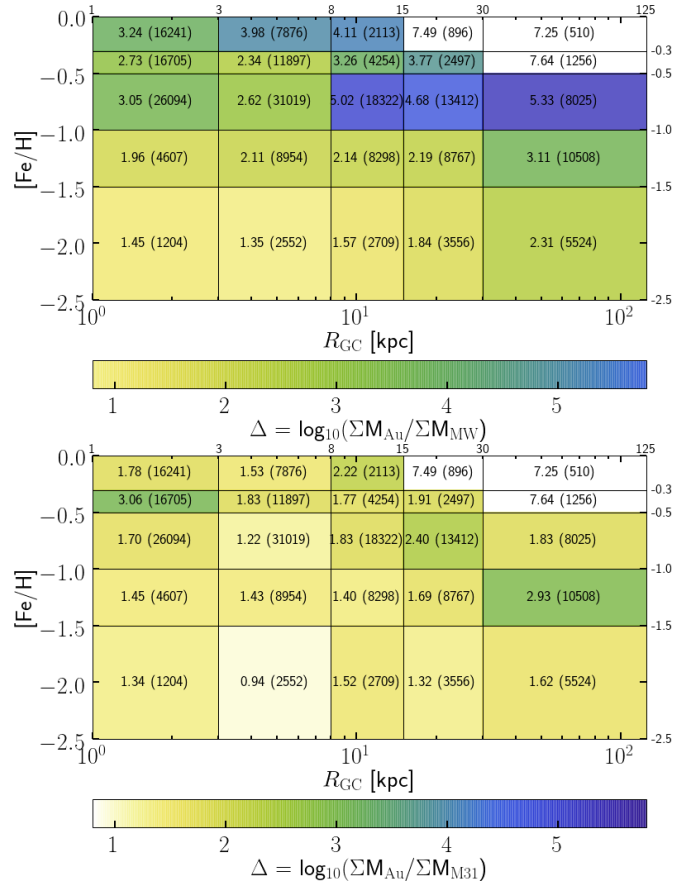 1 3 8 15 30 125
0.0 3.24 (16241) 3.98 (7876) 4.11 (2113) 7.49 (896) 7.25 (510)
-0.3
2.73 (16705) 2.34 (11897) 3.26 (4254) 3.77 (2497) 7.64 (1256)
−0.5 -0.5
3.05 (26094) 2.62 (31019) 5.02 (18322) 4.68 (13412) 5.33 (8025)
−1.0 -1.0
1.96 (4607) 2.11 (8954) 2.14 (8298) 2.19 (8767) 3.11 (10508)
[Fe/H]
−1.5 -1.5
1.45 (1204) 1.35 (2552) 1.57 (2709) 1.84 (3556) 2.31 (5524)
−2.0
−2.5 -2.5
10⁰ 10¹ 10²
R_GC [kpc]
1 2 3 4 5
Δ = log₁₀(ΣM_Au/ΣM_MW)
1 3 8 15 30 125
0.0 1.78 (16241) 1.53 (7876) 2.22 (2113) 7.49 (896) 7.25 (510)
-0.3
3.06 (16705) 1.83 (11897) 1.77 (4254) 1.91 (2497) 7.64 (1256)
−0.5 -0.5
1.70 (26094) 1.22 (31019) 1.83 (18322) 2.40 (13412) 1.83 (8025)
−1.0 -1.0
1.45 (4607) 1.43 (8954) 1.40 (8298) 1.69 (8767) 2.93 (10508)
[Fe/H]
−1.5 -1.5
1.34 (1204) 0.94 (2552) 1.52 (2709) 1.32 (3556) 1.62 (5524)
−2.0
−2.5 -2.5
10⁰ 10¹ 10²
R_GC [kpc]
1 2 3 4 5
Δ = log₁₀(ΣM_Au/ΣM_M31)